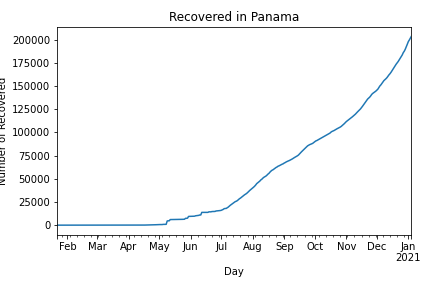 Recovered in Panama
Number of Recovered
200000
175000
150000
125000
100000
75000
50000
25000
0
Feb Mar Apr May Jun Jul Aug Sep Oct Nov Dec Jan
2021
Day